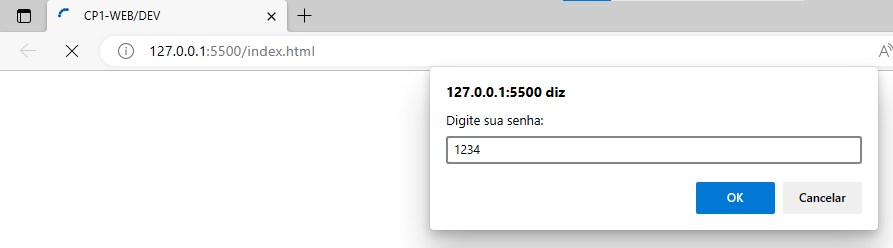 CP1-WEB/DEV
127.0.0.1:5500/index.html
A
127.0.0.1:5500 diz
Digite sua senha:
1234
OK Cancelar